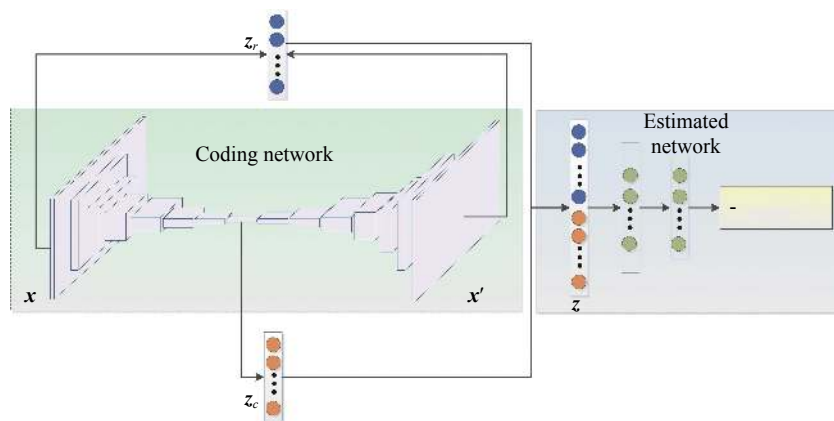 z_r
Coding network
Estimated
network
-
x
x′
z
z_c